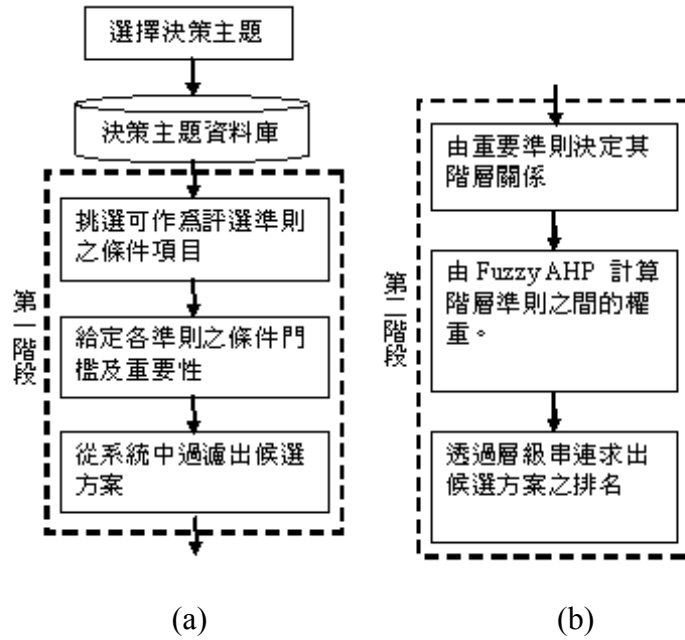 選擇決策主題
決策主題資料庫
第一階段
挑選可作為評選準則
之條件項目
給定各準則之條件門
檻及重要性
從系統中過濾出候選
方案
(a)
第二階段
由重要準則決定其
階層關係
由 Fuzzy AHP 計算
階層準則之間的權
重。
透過層級串連求出
候選方案之排名
(b)